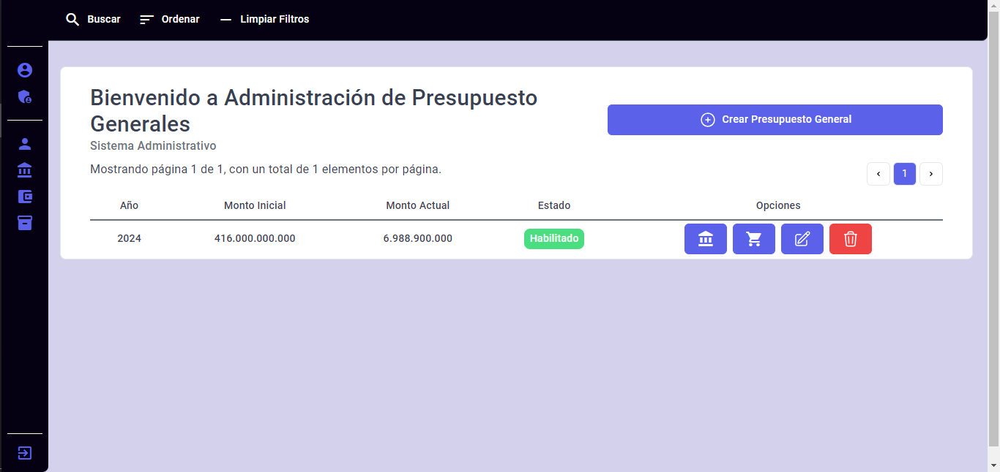 Buscar Ordenar Limpiar Filtros
Bienvenido a Administración de Presupuesto
Generales
Crear Presupuesto General
Sistema Administrativo
Mostrando página 1 de 1, con un total de 1 elementos por página.
‹ 1 ›
Año Monto Inicial Monto Actual Estado Opciones
2024 416.000.000.000 6.988.900.000 Habilitado